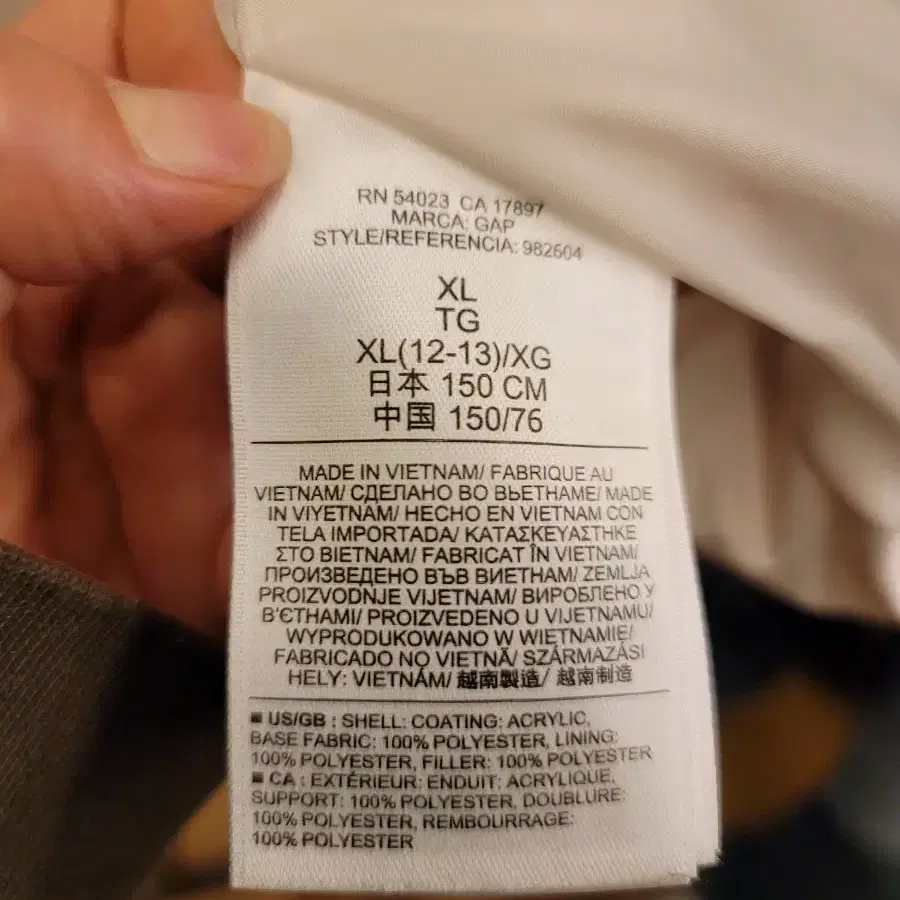 RN 54023 CA 17897
MARCA: GAP
STYLE/REFERENCIA: 982604
XL
TG
XL(12-13)/XG
日本 150 CM
中国 150/76
MADE IN VIETNAM/ FABRIQUE AU
VIETNAM/ СДЕЛАНО ВО ВЬЕТНАМЕ/ MADE
IN VIYETNAM/ HECHO EN VIETNAM CON
TELA IMPORTADA/ ΚΑΤΑΣΚΕΥΑΣΤΗΚΕ
ΣΤΟ ΒΙΕΤΝΑΜ/ FABRICAT ÎN VIETNAM/
ПРОИЗВЕДЕНО ВЪВ ВИЕТНАМ/ ZEMLJA
PROIZVODNJE VIJETNAM/ ВИРОБЛЕНО У
В'ЄТНАМІ/ PROIZVEDENO U VIJETNAMU/
WYPRODUKOWANO W WIETNAMIE/
FABRICADO NO VIETNÃ/ SZÁRMAZÁSI
HELY: VIETNÁM/ 越南製造/ 越南制造
■ US/GB : SHELL: COATING: ACRYLIC,
BASE FABRIC: 100% POLYESTER, LINING:
100% POLYESTER, FILLER: 100% POLYESTER
■ CA : EXTÉRIEUR: ENDUIT: ACRYLIQUE,
SUPPORT: 100% POLYESTER, DOUBLURE:
100% POLYESTER, REMBOURRAGE:
100% POLYESTER